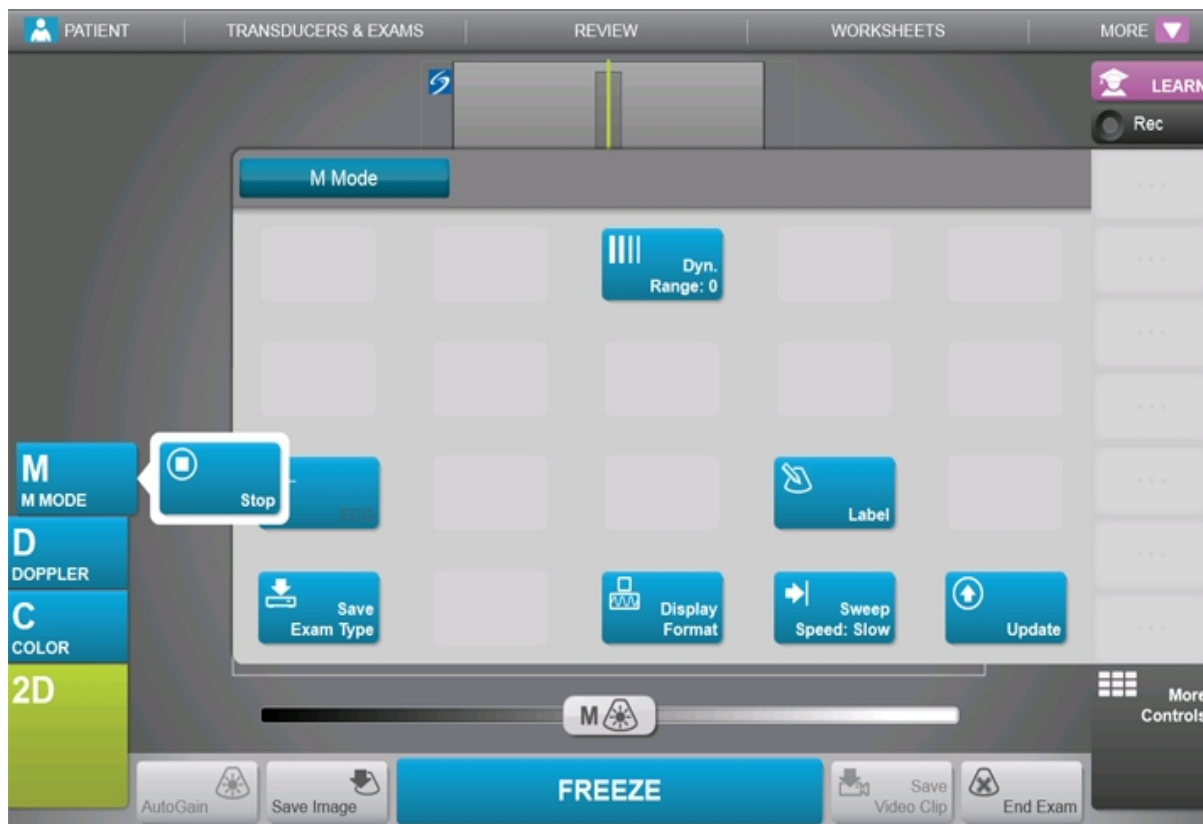 PATIENT
TRANSDUCERS & EXAMS
REVIEW
WORKSHEETS
MORE
LEARN
Rec
M Mode
Dyn.
Range: 0
M
M MODE
Stop
ECG
Label
D
DOPPLER
C
COLOR
Save
Exam Type
Display
Format
Sweep
Speed: Slow
Update
2D
M
More
Controls
AutoGain
Save Image
FREEZE
Save
Video Clip
End Exam